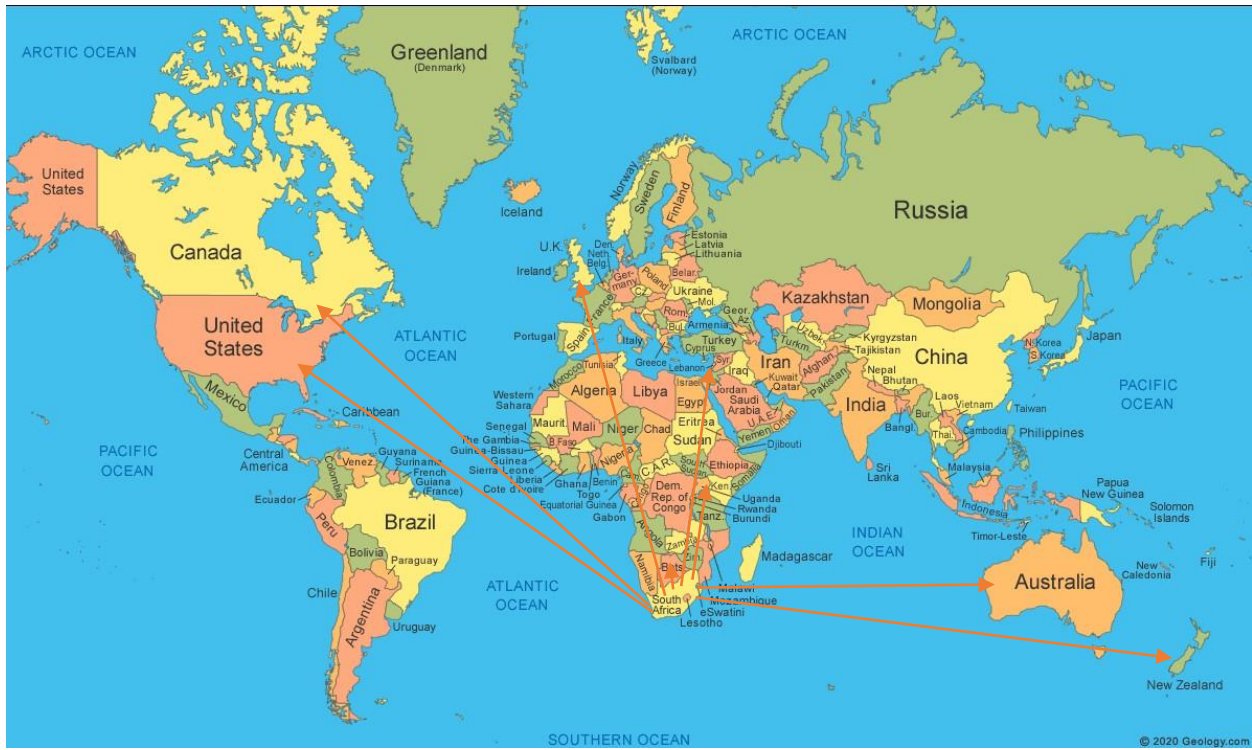 ARCTIC OCEAN
Greenland
(Denmark)
Svalbard
(Norway)
ARCTIC OCEAN
United
States
Canada
Iceland
Norway
Sweden
Finland
Russia
Estonia
Latvia
Lithuania
U.K.
Ireland
Den.
Neth.
Belg.
Ger-
many
Poland
Belar.
Cz.
Ukraine
Mol.
Rom.
Bul.
France
Spain
Portugal
Italy
Greece
Geor.
Az.
Armenia
Turkey
Cyprus
Lebanon
Syr.
Israel
Iraq
Iran
Kuwait
Qatar
Jordan
Saudi
Arabia
U.A.E.
Oman
Yemen
Kazakhstan
Uzbek.
Turkm.
Kyrgyzstan
Tajikistan
Afghan.
Pakistan
Mongolia
China
N. Korea
S. Korea
Japan
Nepal
Bhutan
India
Bangl.
Bur.
Laos
Vietnam
Thai.
Cambodia
Taiwan
Philippines
Sri
Lanka
Malaysia
Indonesia
Papua
New Guinea
Solomon
Islands
Timor-Leste
ATLANTIC
OCEAN
PACIFIC
OCEAN
United
States
Mexico
Caribbean
Central
America
PACIFIC
OCEAN
Guyana
Suriname
French
Guiana
(France)
Venez.
Colombia
Ecuador
Peru
Brazil
Bolivia
Paraguay
Chile
Argentina
Uruguay
Morocco
Tunisia
Algeria
Libya
Egypt
Western
Sahara
Maurit.
Mali
Niger
Chad
Eritrea
Sudan
Senegal
The Gambia
Guinea-Bissau
Guinea
Sierra Leone
Liberia
Cote d'Ivoire
B.Faso
Ghana
Togo
Benin
Nigeria
Equatorial Guinea
Gabon
C.A.R.
South
Sudan
Ethiopia
Djibouti
Somalia
Ken.
Uganda
Rwanda
Burundi
Dem.
Rep. of
Congo
Tanz.
Angola
Zambia
Zim.
Malawi
Mozambique
Namibia
Bots.
South
Africa
eSwatini
Lesotho
Madagascar
INDIAN
OCEAN
ATLANTIC
OCEAN
Australia
New
Caledonia
Fiji
New Zealand
SOUTHERN OCEAN
© 2020 Geology.com